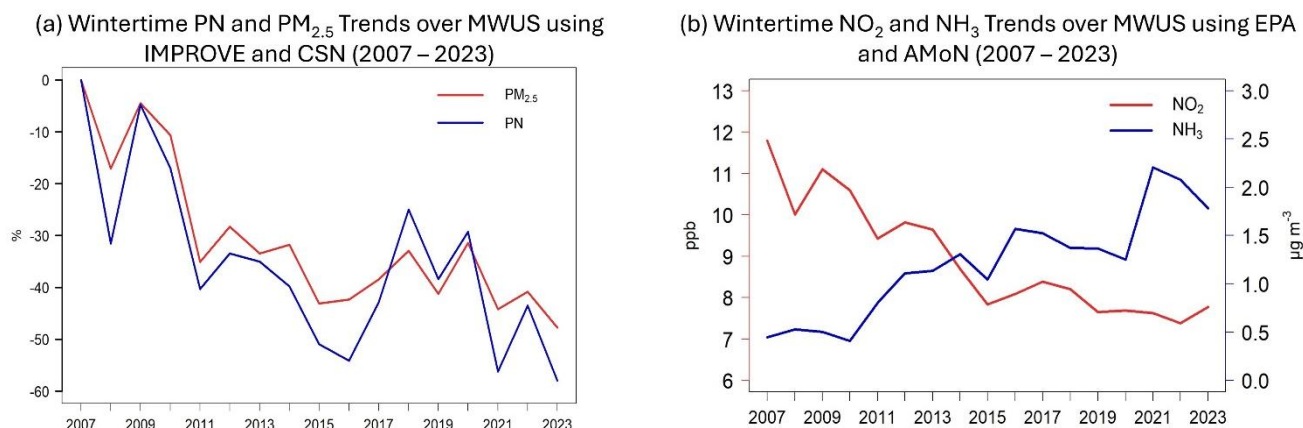 (a) Wintertime PN and PM2.5 Trends over MWUS using
IMPROVE and CSN (2007 – 2023)
0
-10
-20
-30
-40
-50
-60
%
PM2.5
PN
2007 2009 2011 2013 2015 2017 2019 2021 2023
(b) Wintertime NO2 and NH3 Trends over MWUS using EPA
and AMoN (2007 – 2023)
13
12
11
10
9
8
7
6
ppb
NO2
NH3
3.0
2.5
2.0
1.5
1.0
0.5
0.0
µg m-3
2007 2009 2011 2013 2015 2017 2019 2021 2023